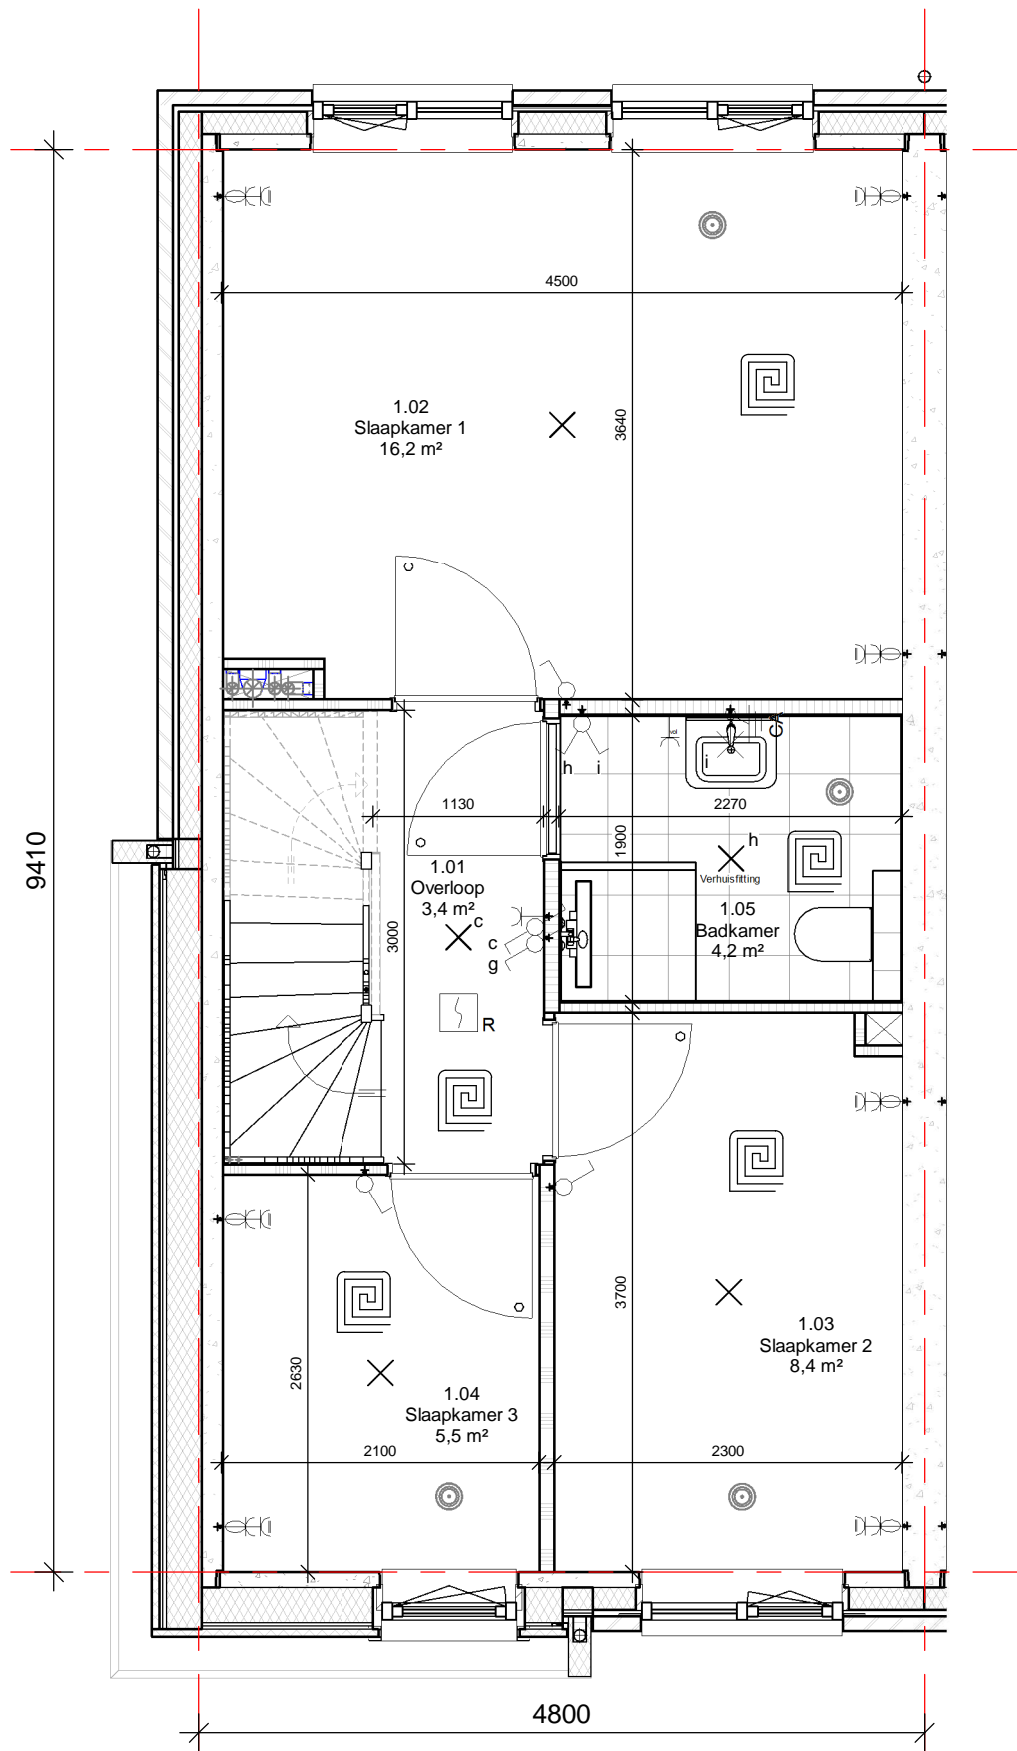 4500
3640
1.02
Slaapkamer 1
16,2 m²
h
i
vol
i
CA
1130
2270
1900
9410
h
Verhuisfitting
1.01
Overloop
3,4 m²
c
1.05
Badkamer
4,2 m²
3000
c
g
R
3700
1.03
Slaapkamer 2
8,4 m²
2630
1.04
Slaapkamer 3
5,5 m²
2100
2300
4800